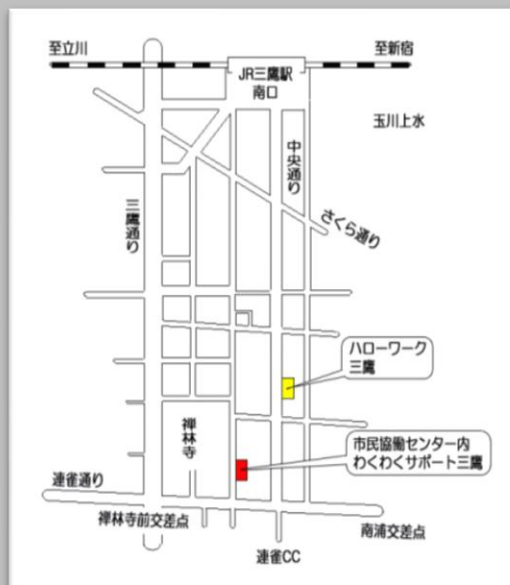 至立川
至新宿
JR三鷹駅
南口
玉川上水
中央通り
三鷹通り
さくら通り
ハローワーク
三鷹
禅林寺
市民協働センター内
わくわくサポート三鷹
連雀通り
禅林寺前交差点
南浦交差点
連雀CC